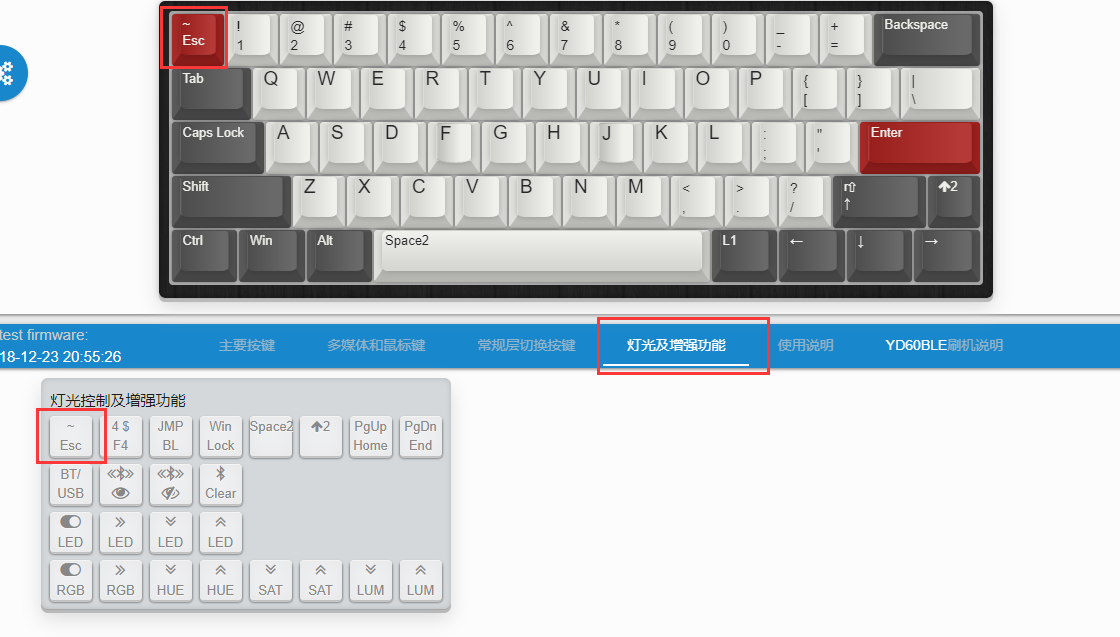 ~ ! @ # $ % ^ & * ( ) _ + Backspace
Esc 1 2 3 4 5 6 7 8 9 0 - =
Tab Q W E R T Y U I O P { } |
[ ] \
Caps Lock A S D F G H J K L : " Enter
; '
Shift Z X C V B N M < > ? r⇧ ↑2
, . / ↑
Ctrl Win Alt Space2 L1 ← ↓ →
test firmware:
18-12-23 20:55:26
主要按键 多媒体和鼠标键 常规层切换按键 灯光及增强功能 使用说明 YD60BLE刷机说明
灯光控制及增强功能
~ 4 $ JMP Win Space2 ↑2 PgUp PgDn
Esc F4 BL Lock Home End
BT/
USB Clear
LED LED LED LED
RGB RGB HUE HUE SAT SAT LUM LUM